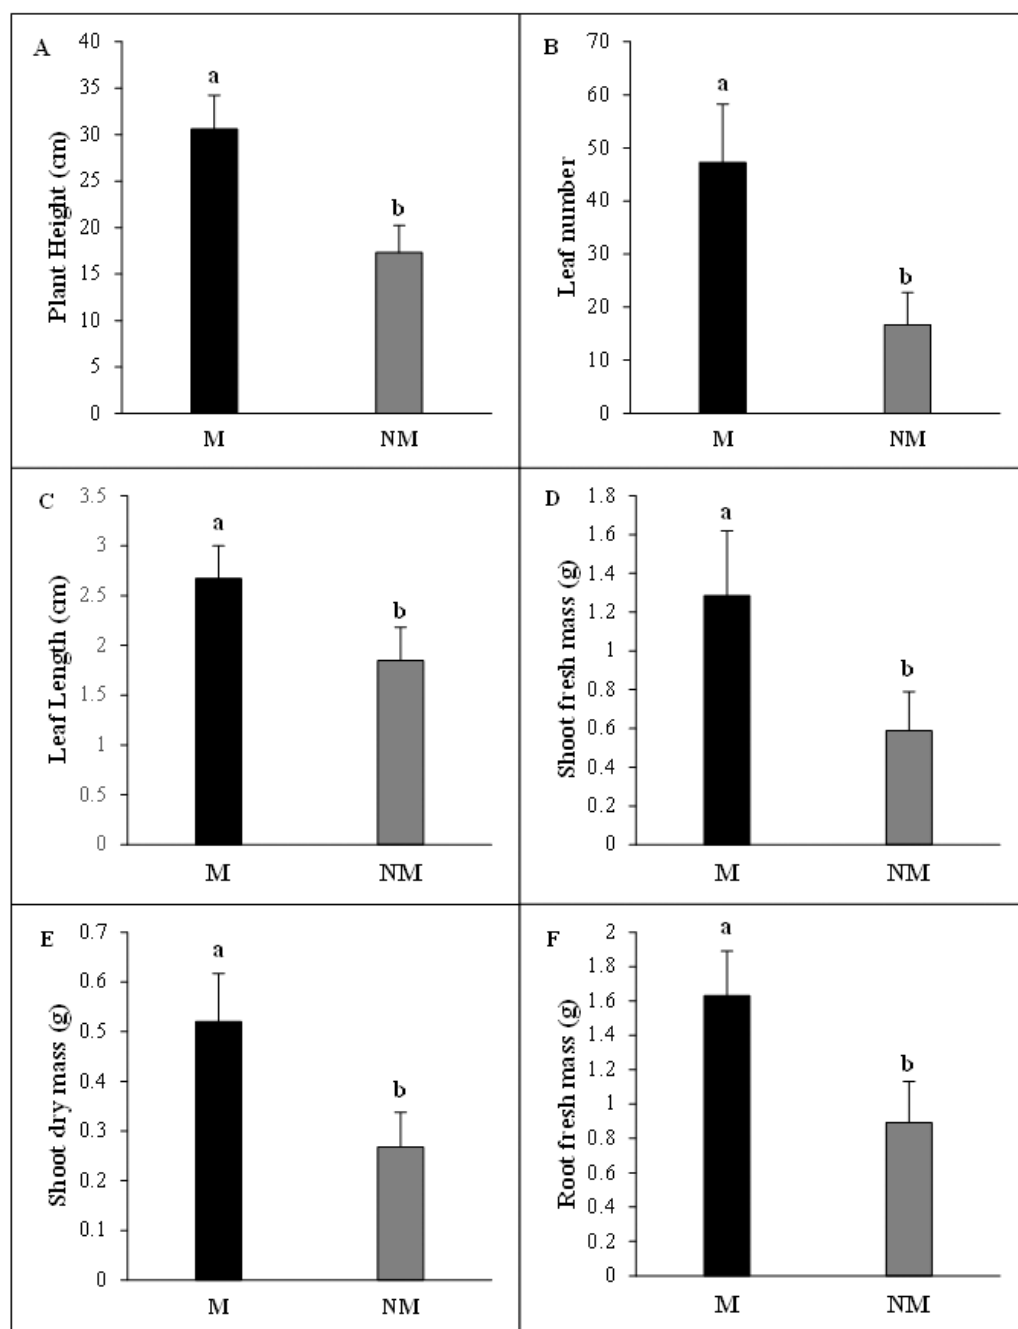 A
Plant Height (cm)
40
35
30
25
20
15
10
5
0
a
b
M NM
B
Leaf number
70
60
50
40
30
20
10
0
a
b
M NM
C
Leaf Length (cm)
3.5
3
2.5
2
1.5
1
0.5
0
a
b
M NM
D
Shoot fresh mass (g)
1.8
1.6
1.4
1.2
1
0.8
0.6
0.4
0.2
0
a
b
M NM
E
Shoot dry mass (g)
0.7
0.6
0.5
0.4
0.3
0.2
0.1
0
a
b
M NM
F
Root fresh mass (g)
2
1.8
1.6
1.4
1.2
1
0.8
0.6
0.4
0.2
0
a
b
M NM